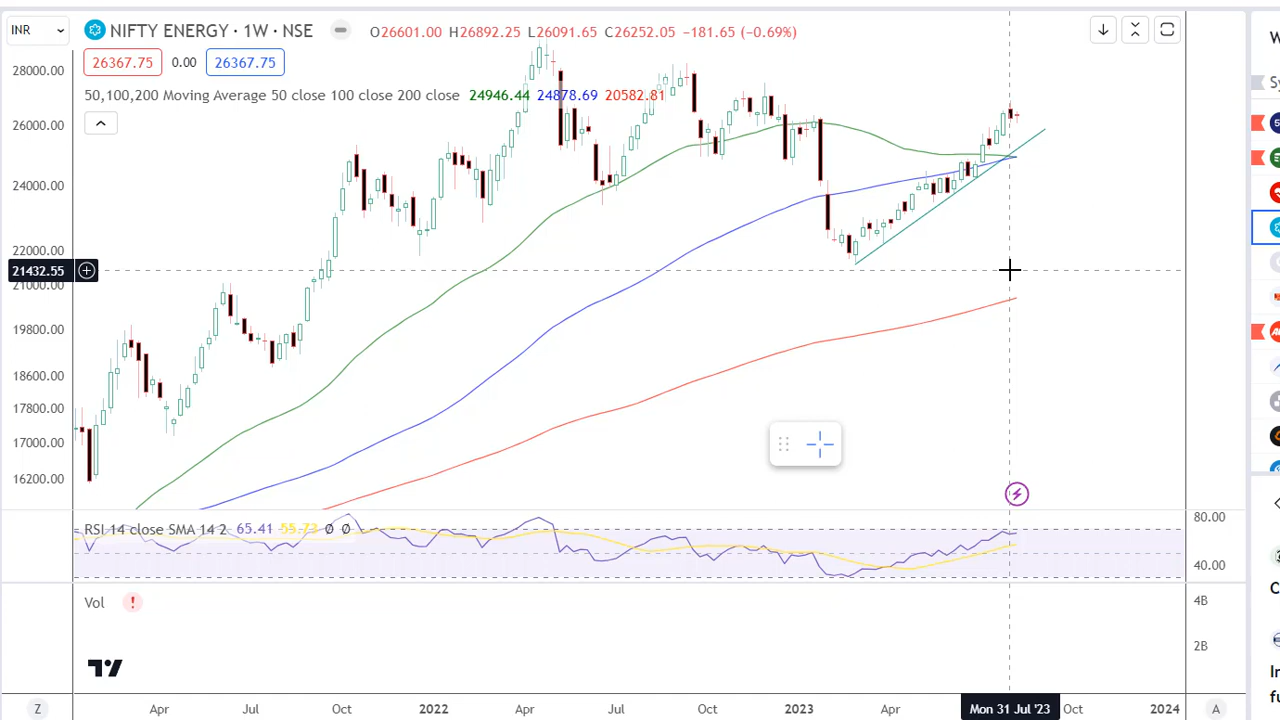 INR
NIFTY ENERGY · 1W · NSE
O26601.00 H26892.25 L26091.65 C26252.05 −181.65 (−0.69%)
26367.75 0.00 26367.75
50,100,200 Moving Average 50 close 100 close 200 close 24946.44 24878.69 20582.81
28000.00
26000.00
24000.00
22000.00
21432.55
21000.00
19800.00
18600.00
17800.00
17000.00
16200.00
RSI 14 close SMA 14 2 65.41 55.73 Ø Ø
80.00
40.00
Vol !
4B
2B
Z Apr Jul Oct 2022 Apr Jul Oct 2023 Apr Mon 31 Jul '23 Oct 2024 A